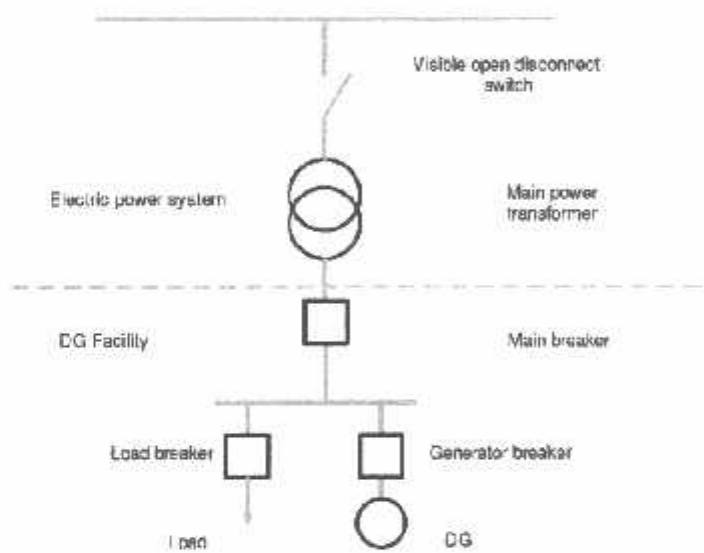 Visible open disconnect
switch
Electric power system
Main power
transformer
DG Facility
Main breaker
Load breaker
Generator breaker
Load
DG